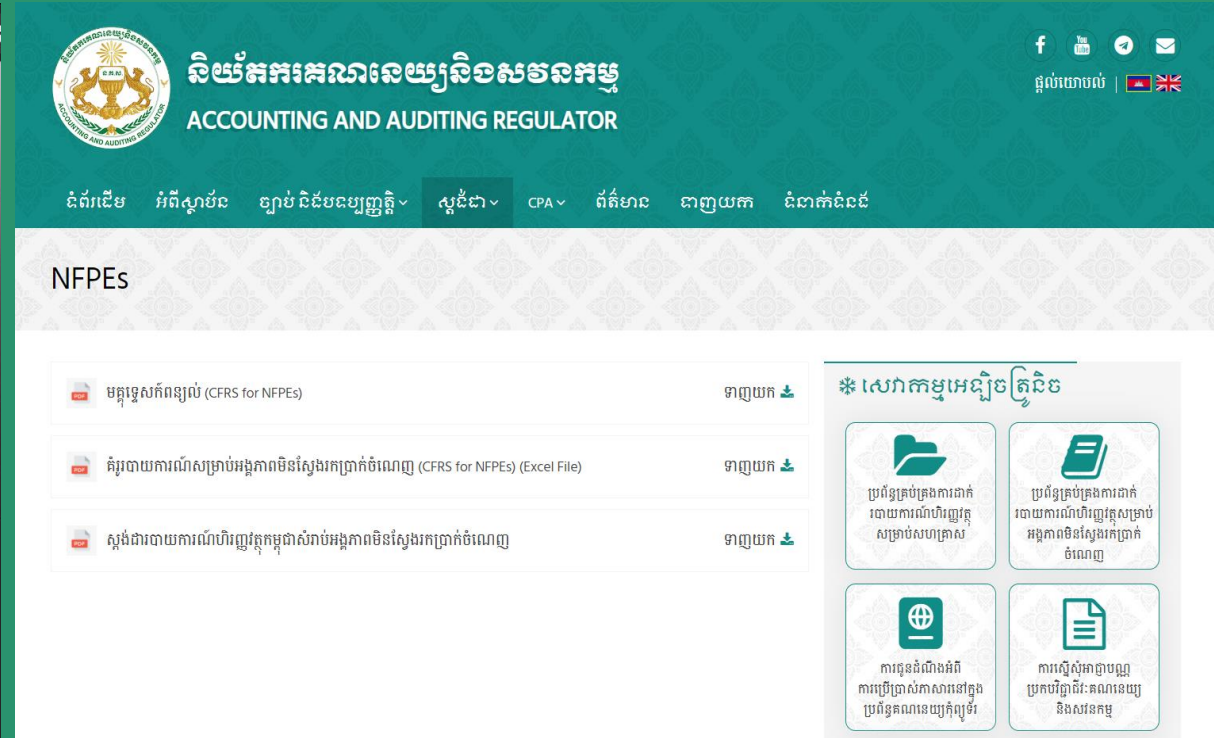 និយ័តករគណនេយ្យនិងសវនកម្ម
ACCOUNTING AND AUDITING REGULATOR
ផ្តល់យោបល់ |
ទំព័រដើម អំពីស្ថាប័ន ច្បាប់ និងបទប្បញ្ញត្តិ ស្តង់ដា CPA ព័ត៌មាន ទាញយក ទំនាក់ទំនង
NFPEs
មគ្គុទ្ទេសក៍ពន្យល់ (CFRS for NFPEs) ទាញយក
គំរូរបាយការណ៍សម្រាប់អង្គភាពមិនស្វែងរកប្រាក់ចំណេញ (CFRS for NFPEs) (Excel File) ទាញយក
ស្តង់ដារបាយការណ៍ហិរញ្ញវត្ថុកម្ពុជាសំរាប់អង្គភាពមិនស្វែងរកប្រាក់ចំណេញ ទាញយក
សេវាកម្មអេឡិចត្រូនិច
ប្រព័ន្ធគ្រប់គ្រងការដាក់
របាយការណ៍ហិរញ្ញវត្ថុ
សម្រាប់សហគ្រាស
ប្រព័ន្ធគ្រប់គ្រងការដាក់
របាយការណ៍ហិរញ្ញវត្ថុសម្រាប់
អង្គភាពមិនស្វែងរកប្រាក់
ចំណេញ
ការជូនដំណឹងអំពី
ការប្រើប្រាស់ភាសារនៅក្នុង
ប្រព័ន្ធគណនេយ្យកុំព្យូទ័រ
ការស្នើសុំអាជ្ញាបណ្ណ
ប្រកបវិជ្ជាជីវៈគណនេយ្យ
និងសវនកម្ម